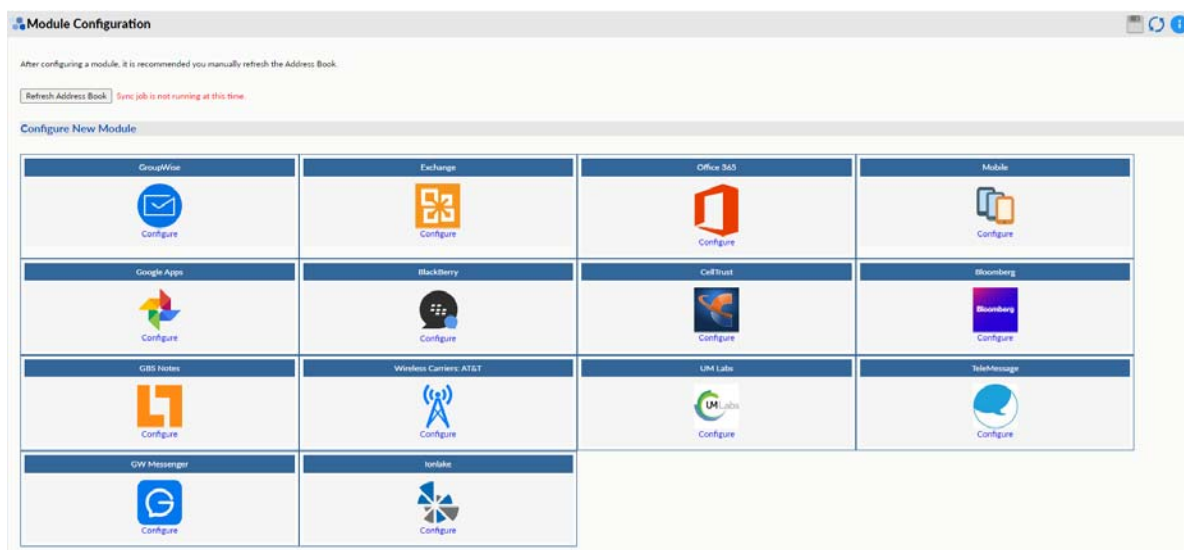 Module Configuration
After configuring a module, it is recommended you manually refresh the Address Book.
Refresh Address Book Sync job is not running at this time.
Configure New Module
GroupWise Exchange Office 365 Mobile
Configure Configure Configure Configure
Google Apps BlackBerry CellTrust Bloomberg
Bloomberg
Configure Configure Configure Configure
GBS Notes Wireless Carriers: AT&T UM Labs TeleMessage
UM Labs
Configure Configure Configure Configure
GW Messenger Ionlake
Configure Configure